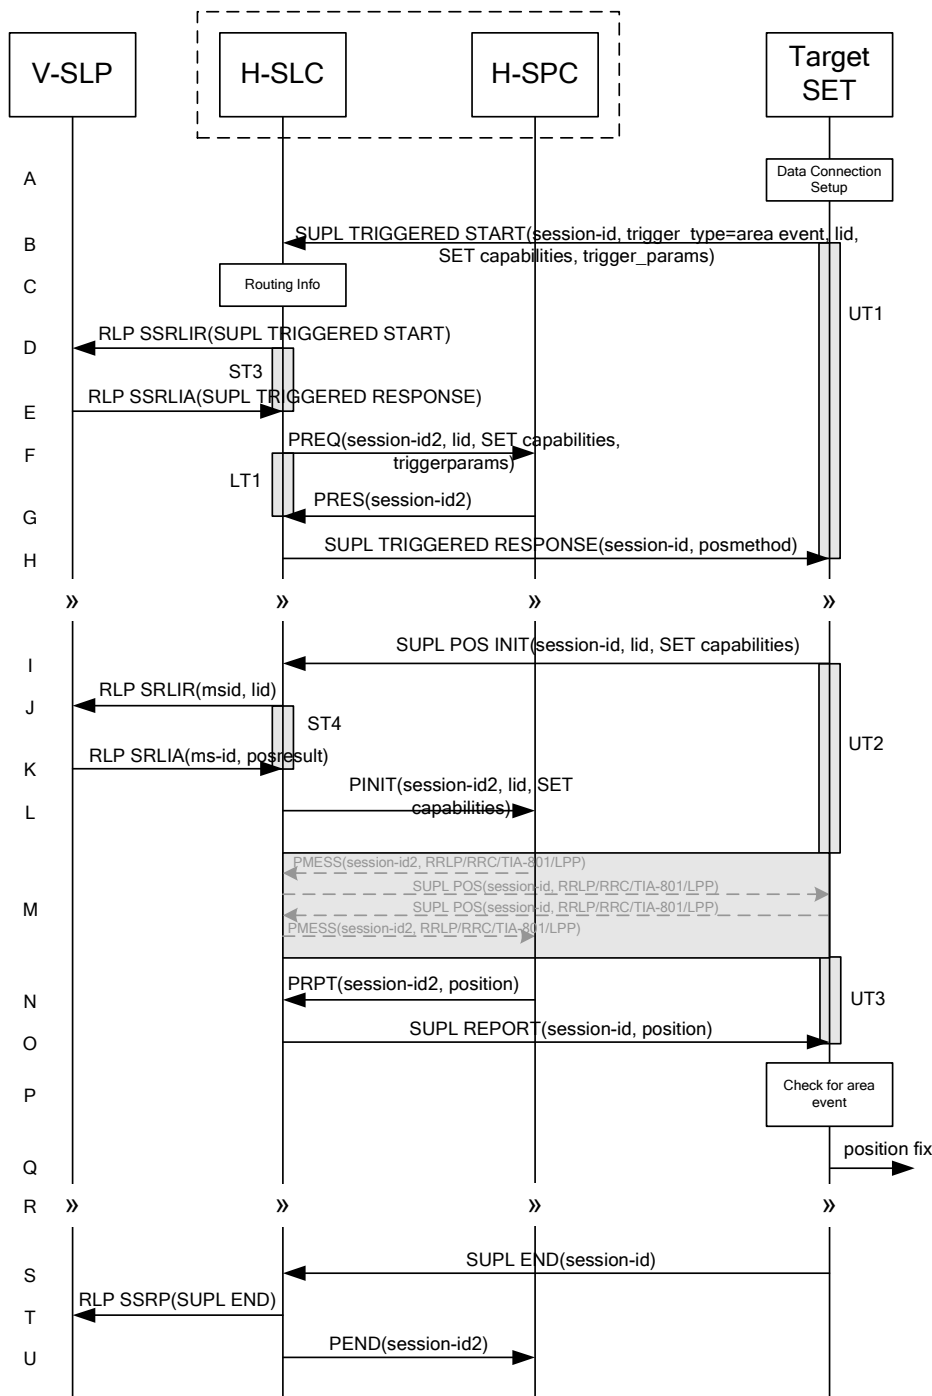 V-SLP
H-SLC
H-SPC
Target
SET
A
Data Connection
Setup
B
SUPL TRIGGERED START(session-id, trigger_type=area event, lid,
SET capabilities, trigger_params)
C
Routing Info
UT1
D
RLP SSRLIR(SUPL TRIGGERED START)
ST3
E
RLP SSRLIA(SUPL TRIGGERED RESPONSE)
F
PREQ(session-id2, lid, SET capabilities,
triggerparams)
LT1
G
PRES(session-id2)
H
SUPL TRIGGERED RESPONSE(session-id, posmethod)
» » » »
I
SUPL POS INIT(session-id, lid, SET capabilities)
J
RLP SRLIR(msid, lid)
ST4
UT2
K
RLP SRLIA(ms-id, posresult)
L
PINIT(session-id2, lid, SET
capabilities)
PMESS(session-id2, RRLP/RRC/TIA-801/LPP)
SUPL POS(session-id, RRLP/RRC/TIA-801/LPP)
M
SUPL POS(session-id, RRLP/RRC/TIA-801/LPP)
PMESS(session-id2, RRLP/RRC/TIA-801/LPP)
N
PRPT(session-id2, position)
UT3
O
SUPL REPORT(session-id, position)
P
Check for area
event
Q
position fix
R
» » » »
S
SUPL END(session-id)
T
RLP SSRP(SUPL END)
U
PEND(session-id2)